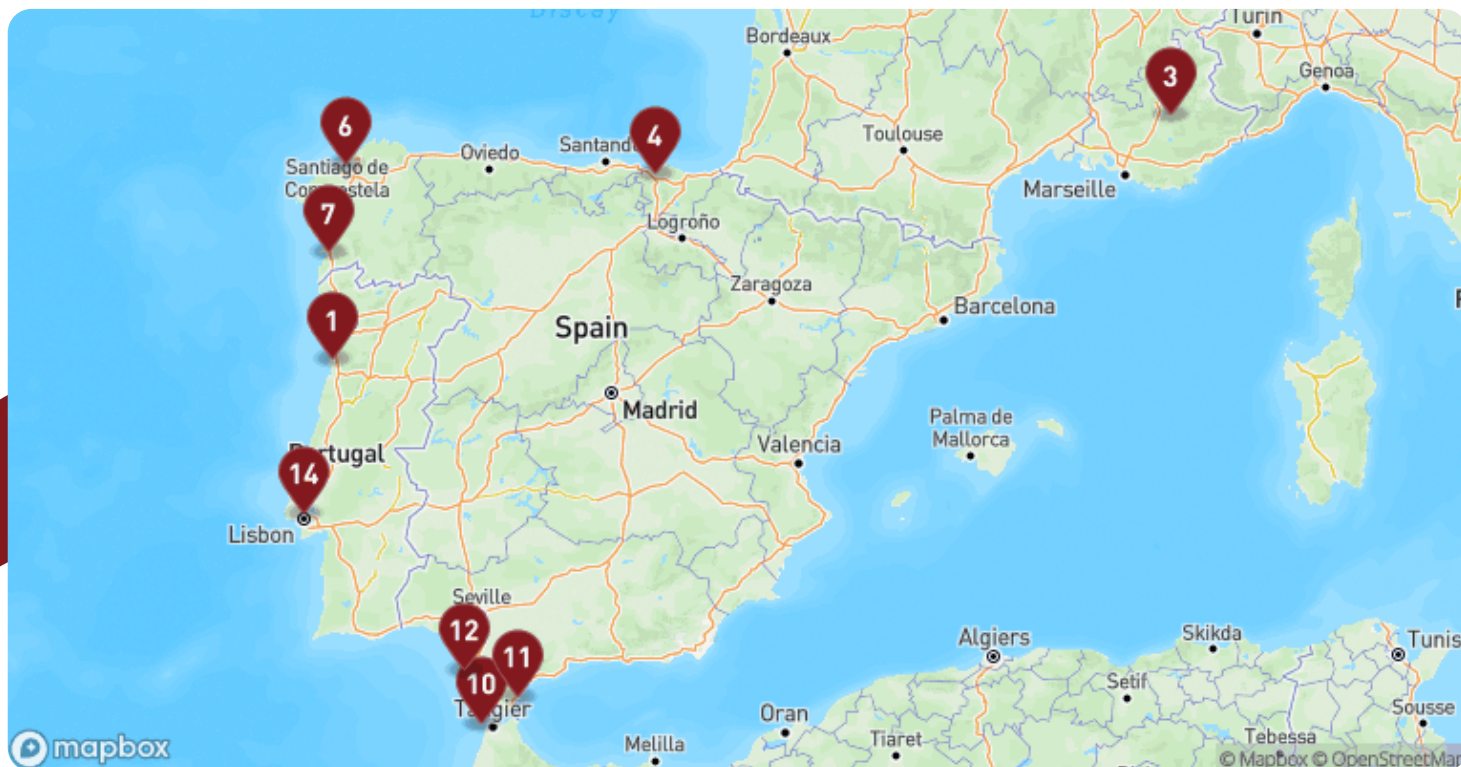 Biscay
Turin
Bordeaux
3
Genoa
6
4
Toulouse
Santiago de
Compostela
Oviedo
Santand
Marseille
7
Logroño
Zaragoza
Barcelona
1
Spain
Madrid
Palma de
Mallorca
Valencia
Portugal
14
Lisbon
Seville
12
11
10
Tangier
Algiers
Skikda
Tunis
Setif
Sousse
Oran
Tiaret
Melilla
Tebessa
mapbox
© Mapbox © OpenStreetMap